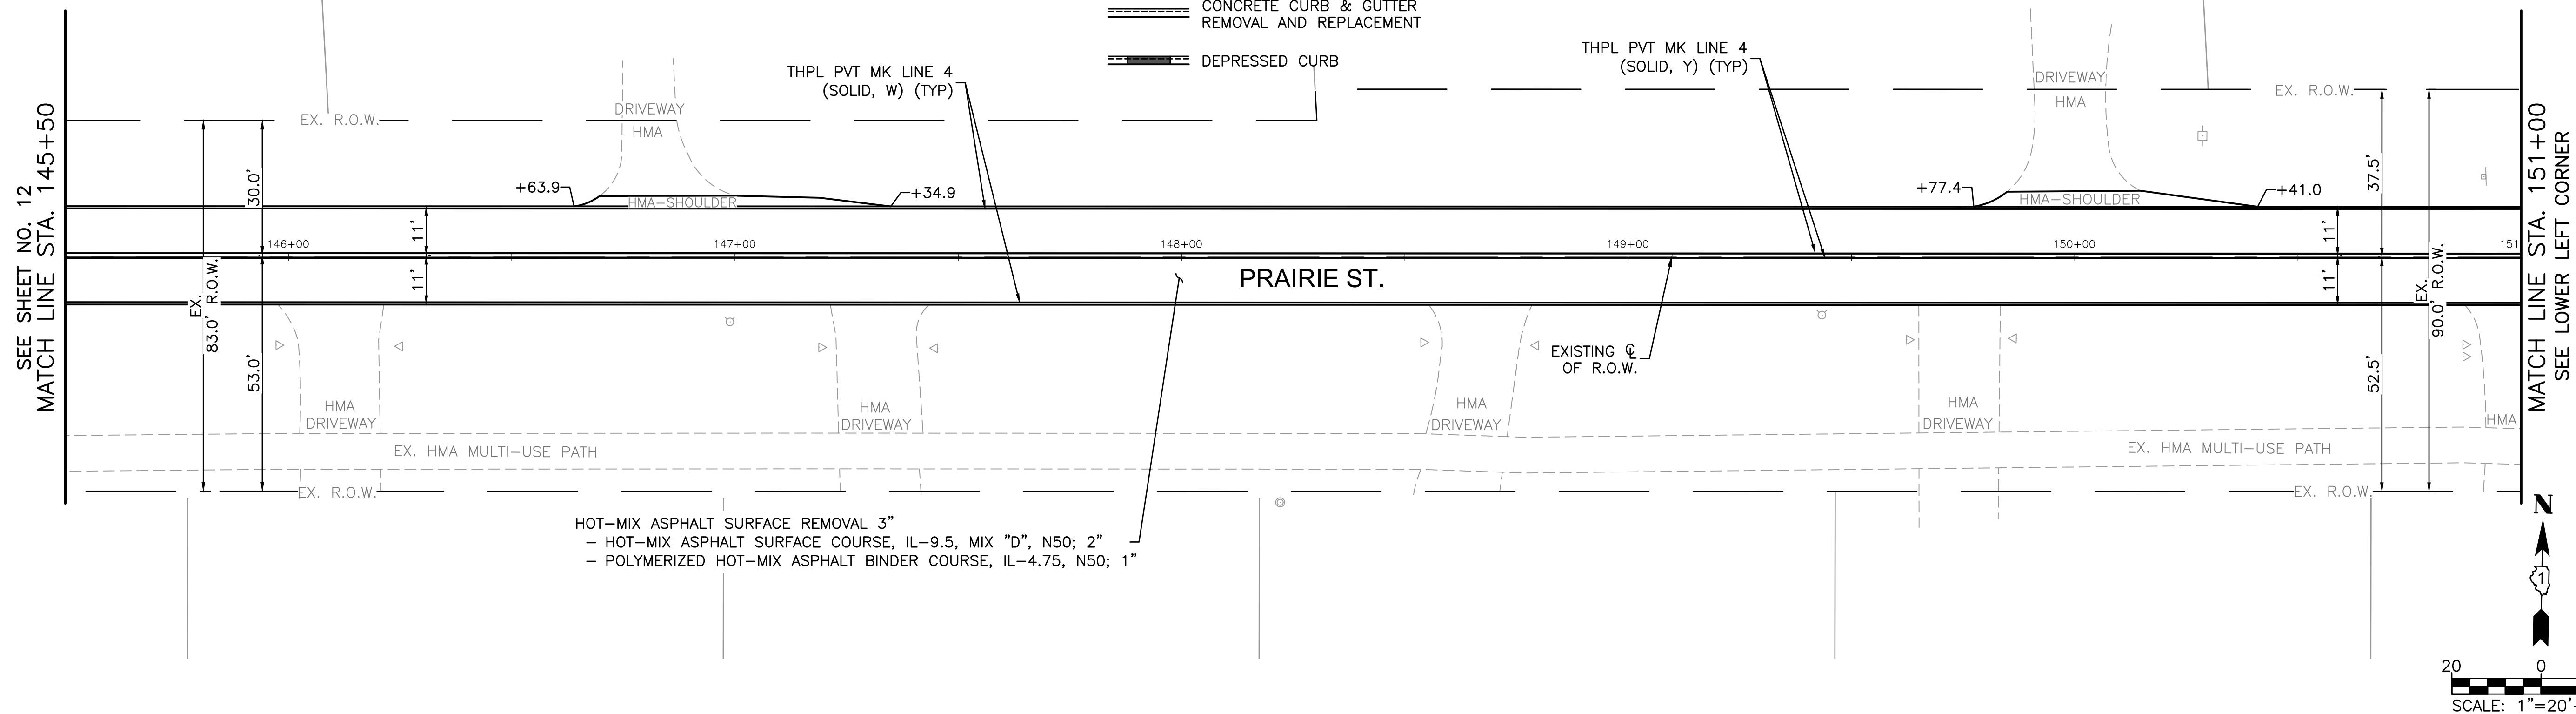 CONCRETE CURB & GUTTER
REMOVAL AND REPLACEMENT
DEPRESSED CURB
THPL PVT MK LINE 4
(SOLID, W) (TYP)
THPL PVT MK LINE 4
(SOLID, Y) (TYP)
SEE SHEET NO. 12
MATCH LINE STA. 145+50
EX. R.O.W.
DRIVEWAY
HMA
DRIVEWAY
HMA
EX. R.O.W.
30.0'
37.5'
+63.9
HMA-SHOULDER
+34.9
+77.4
HMA-SHOULDER
+41.0
11'
11'
146+00
147+00
148+00
149+00
150+00
151
11'
11'
PRAIRIE ST.
EX.
83.0' R.O.W.
53.0'
EXISTING ℄
OF R.O.W.
EX.
90.0' R.O.W.
52.5'
HMA
DRIVEWAY
HMA
DRIVEWAY
HMA
DRIVEWAY
HMA
DRIVEWAY
HMA
EX. HMA MULTI-USE PATH
EX. HMA MULTI-USE PATH
EX. R.O.W.
EX. R.O.W.
MATCH LINE STA. 151+00
SEE LOWER LEFT CORNER
HOT-MIX ASPHALT SURFACE REMOVAL 3"
- HOT-MIX ASPHALT SURFACE COURSE, IL-9.5, MIX "D", N50; 2"
- POLYMERIZED HOT-MIX ASPHALT BINDER COURSE, IL-4.75, N50; 1"
N
1
20 0
SCALE: 1"=20'